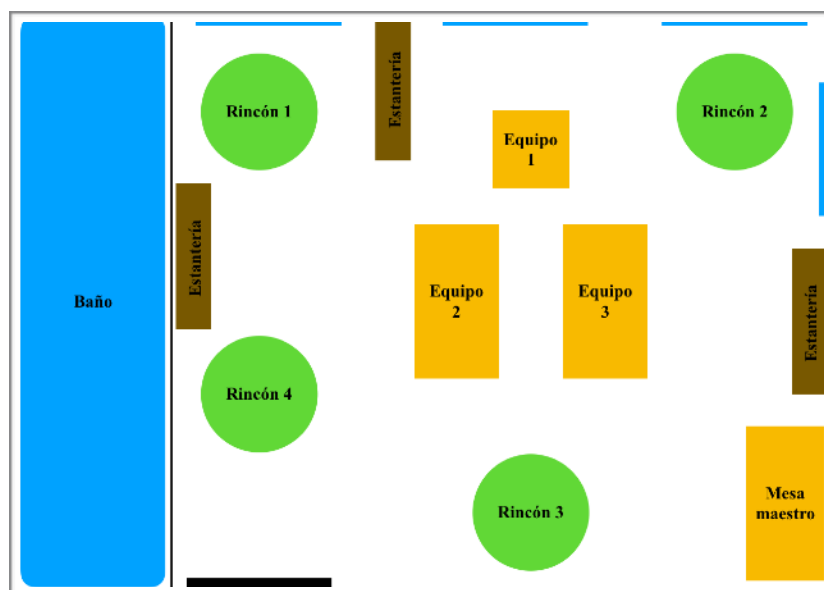 Rincón 1
Estantería
Rincón 2
Equipo
1
Estantería
Baño
Equipo
2
Equipo
3
Estantería
Rincón 4
Rincón 3
Mesa
maestro